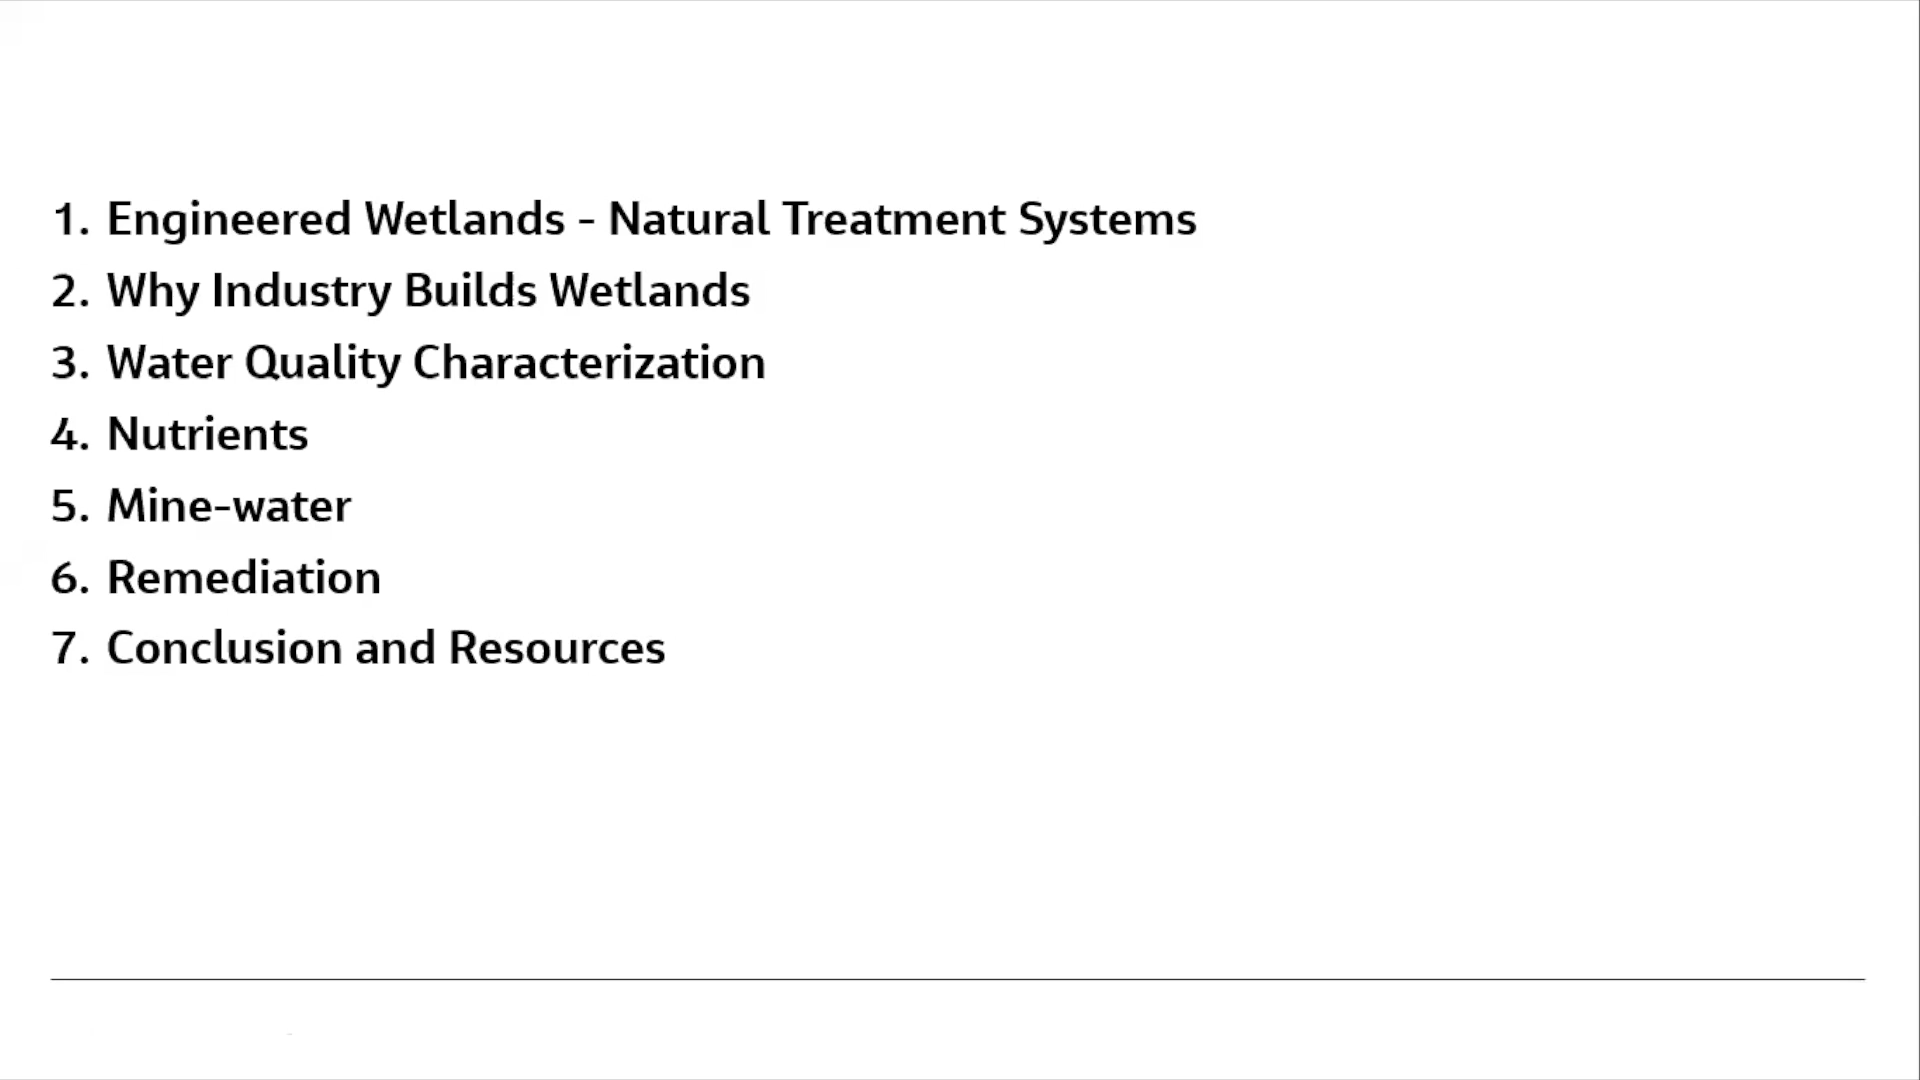 1. Engineered Wetlands - Natural Treatment Systems
2. Why Industry Builds Wetlands
3. Water Quality Characterization
4. Nutrients
5. Mine-water
6. Remediation
7. Conclusion and Resources